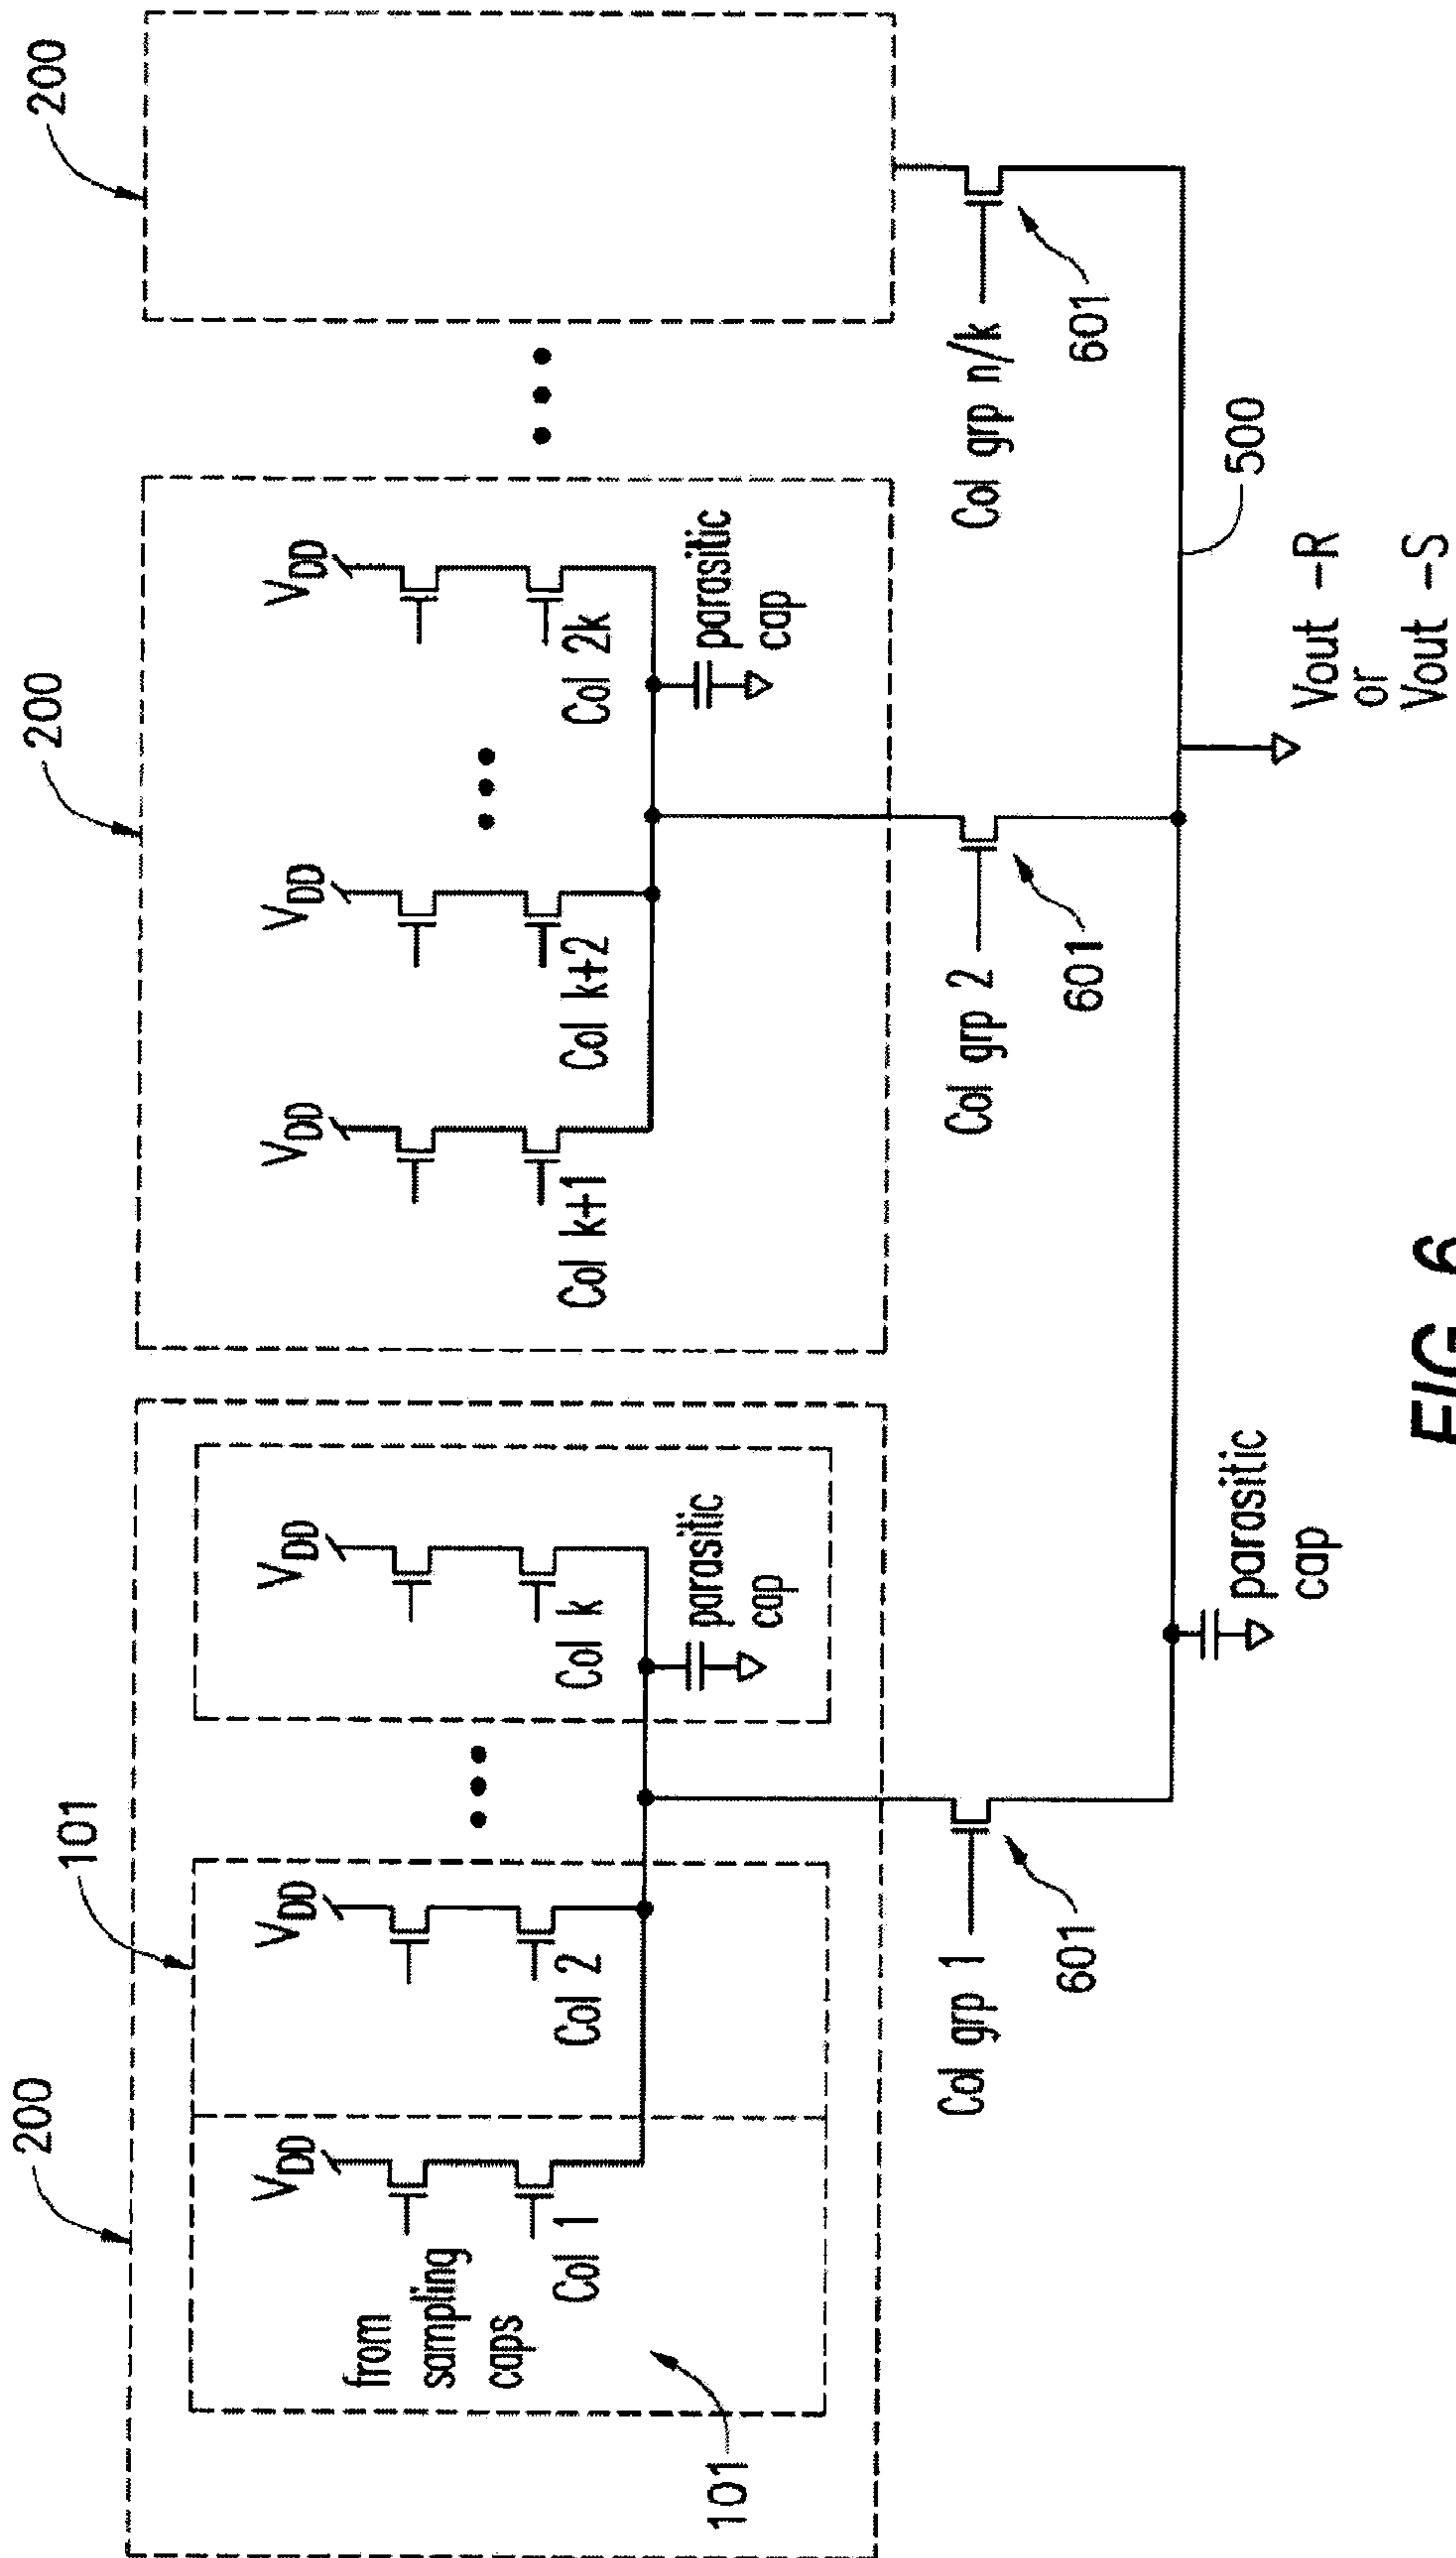 200
200
200
101
V_DD
V_DD
V_DD
V_DD
V_DD
V_DD
from
sampling
caps
Col 1
Col 2
Col k
Col k+1
Col k+2
Col 2k
parasitic
cap
parasitic
cap
101
Col grp 1
Col grp 2
Col grp n/k
601
601
601
500
parasitic
cap
Vout -R
or
Vout -S
FIG. 6